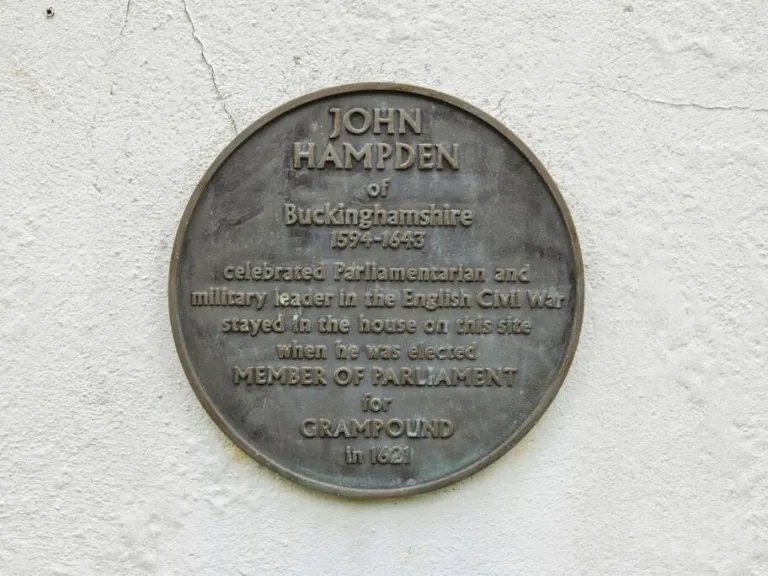 JOHN
HAMPDEN
of
Buckinghamshire
1594-1643
celebrated Parliamentarian and
military leader in the English Civil War
stayed in the house on this site
when he was elected
MEMBER OF PARLIAMENT
for
GRAMPOUND
in 1621